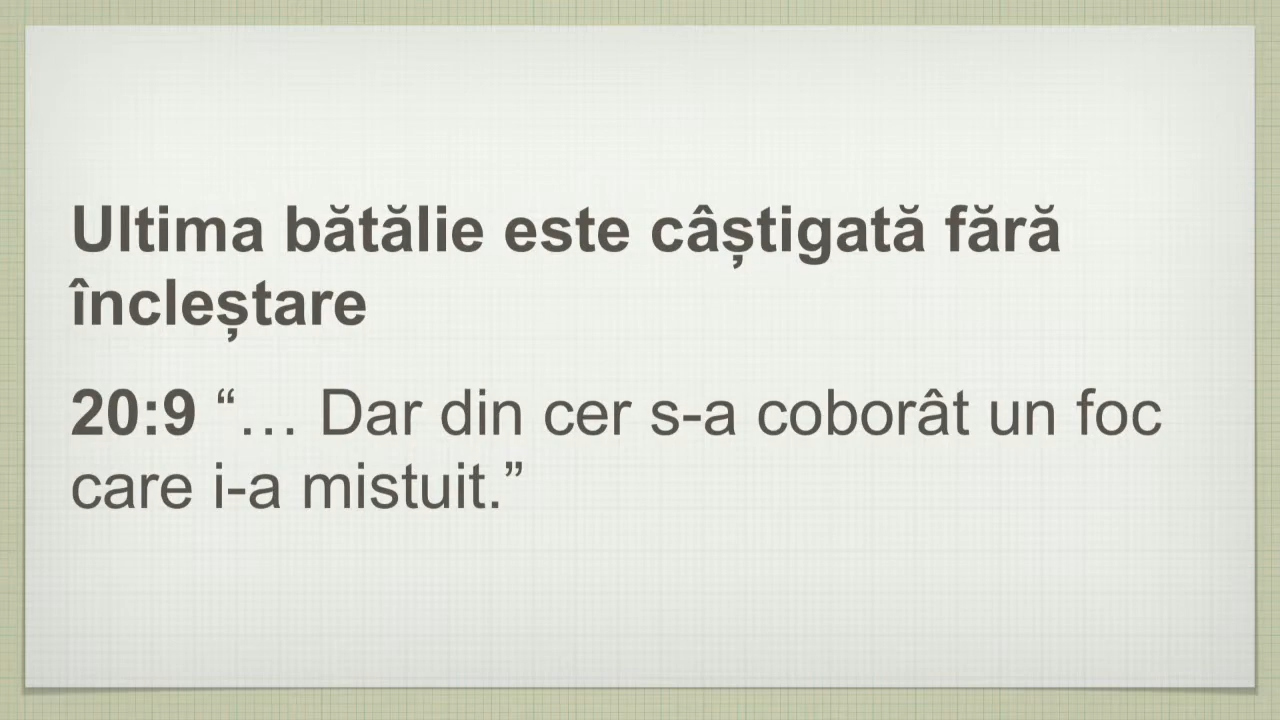 Ultima bătălie este câștigată fără
încleștare
20:9 “… Dar din cer s-a coborât un foc
care i-a mistuit.”